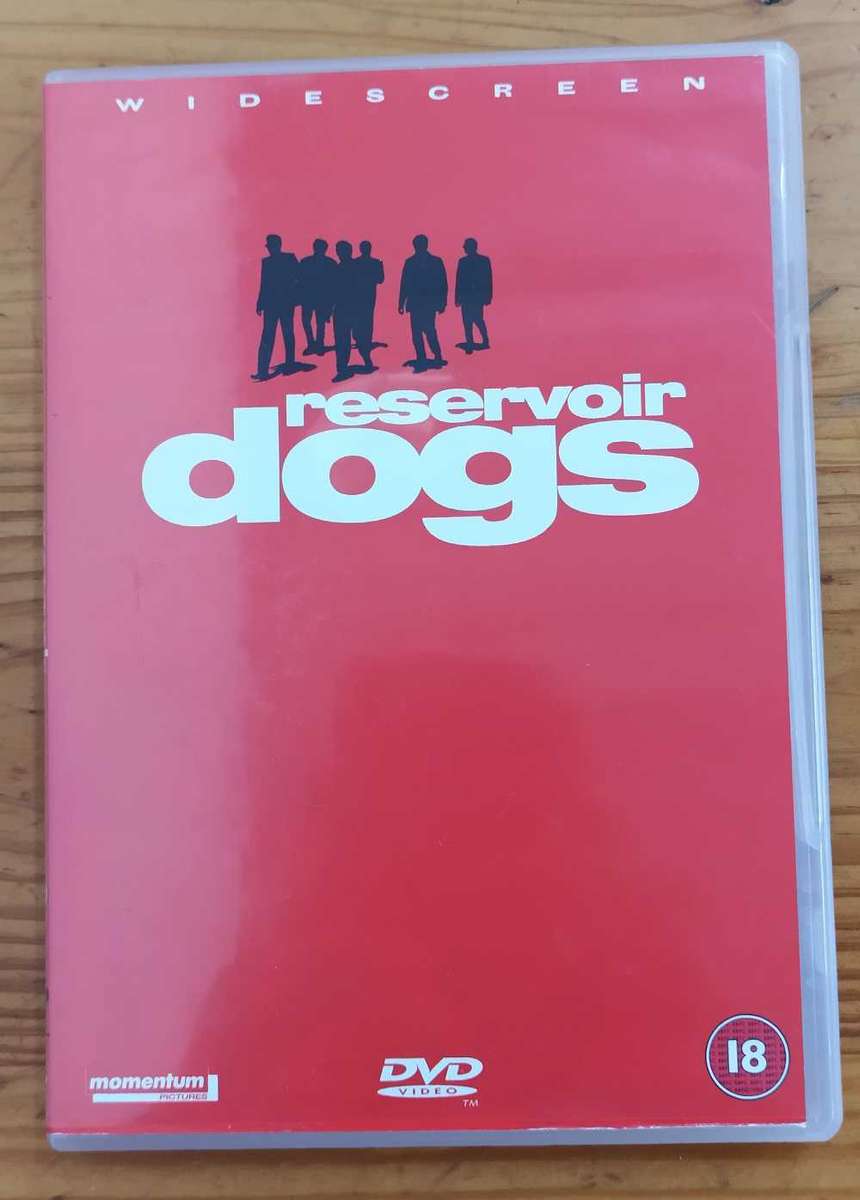 WIDESCREEN
reservoir
dogs
momentum
PICTURES
DVD
VIDEO
TM
18